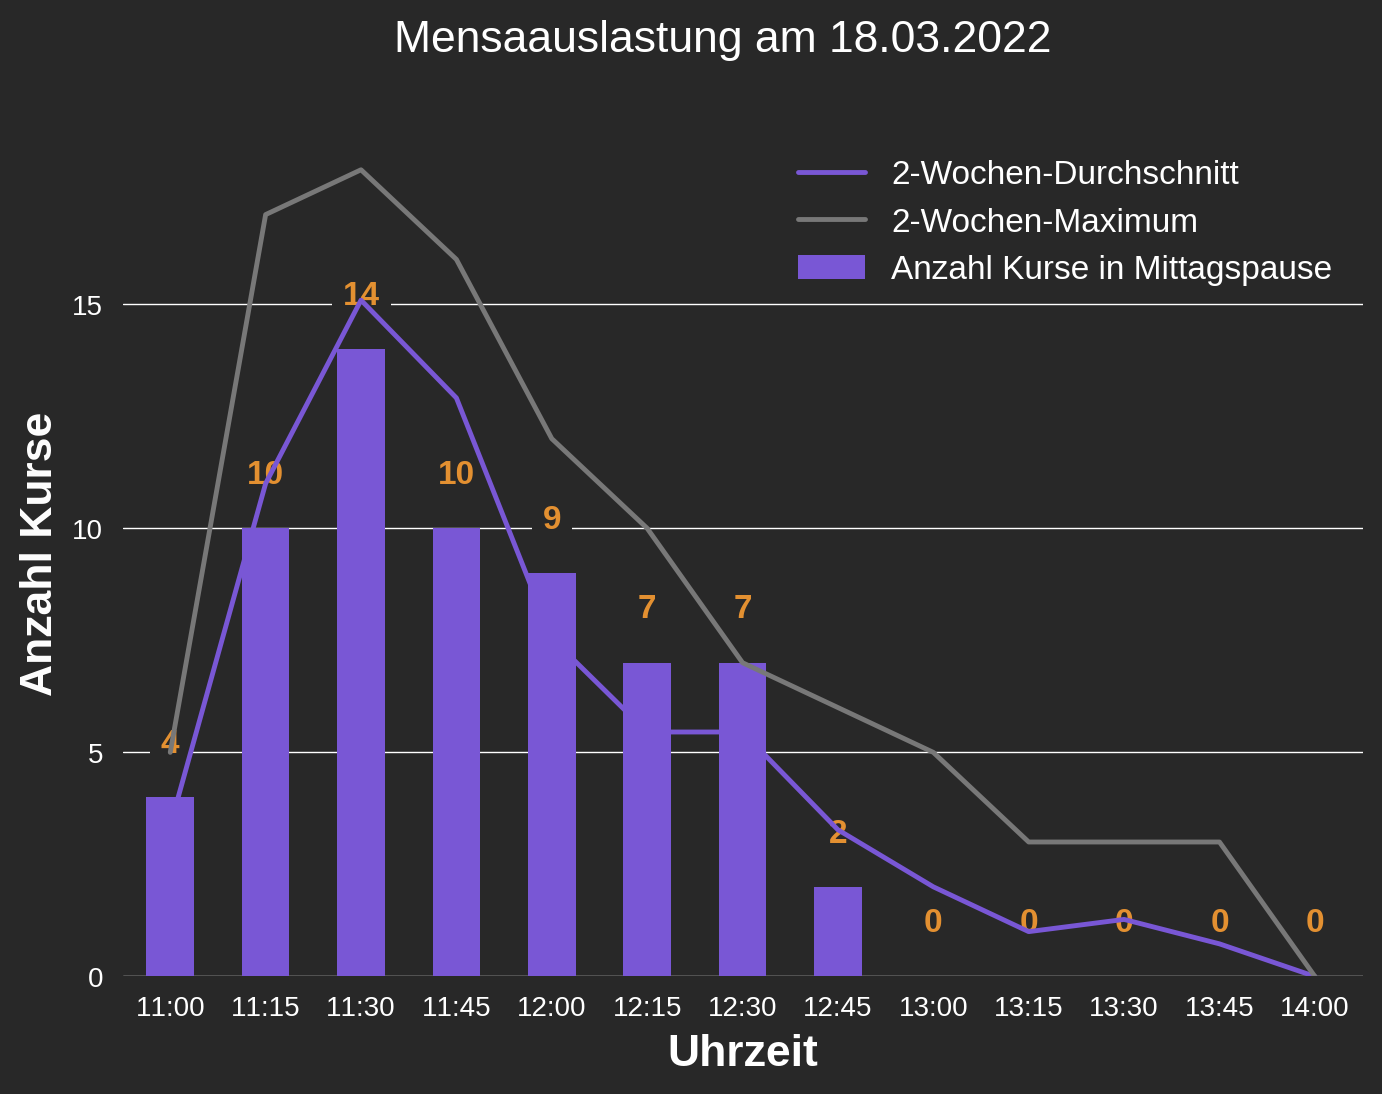 Mensaauslastung am 18.03.2022
2-Wochen-Durchschnitt
2-Wochen-Maximum
Anzahl Kurse in Mittagspause
Anzahl Kurse
15
10
5
0
4
10
14
10
9
7
7
2
0
0
0
0
0
11:00 11:15 11:30 11:45 12:00 12:15 12:30 12:45 13:00 13:15 13:30 13:45 14:00
Uhrzeit